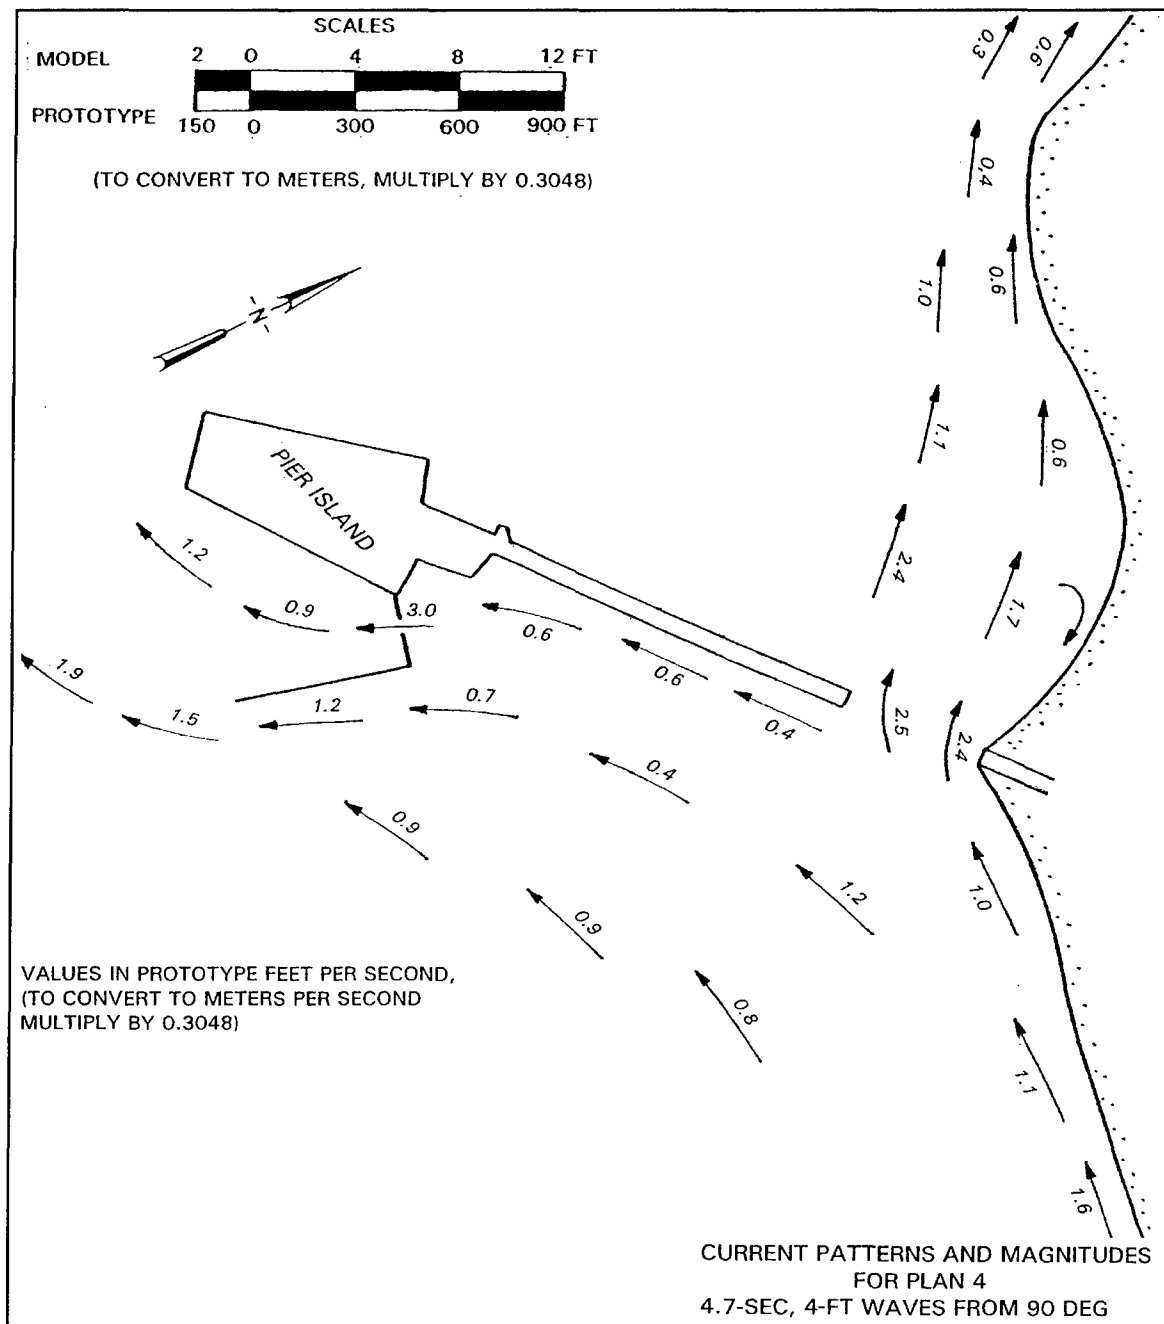 SCALES
MODEL 2 0 4 8 12 FT
PROTOTYPE
150 0 300 600 900 FT
(TO CONVERT TO METERS, MULTIPLY BY 0.3048)
0.3
0.6
0.4
-N-
1.0
0.6
1.1
0.6
PIER ISLAND
1.2
2.4
0.9
3.0
0.6
1.7
1.9
0.6
1.5
1.2
0.7
0.4
2.5
2.4
0.4
0.9
1.2
1.0
0.9
VALUES IN PROTOTYPE FEET PER SECOND,
(TO CONVERT TO METERS PER SECOND
MULTIPLY BY 0.3048)
0.8
1.1
1.6
CURRENT PATTERNS AND MAGNITUDES
FOR PLAN 4
4.7-SEC, 4-FT WAVES FROM 90 DEG